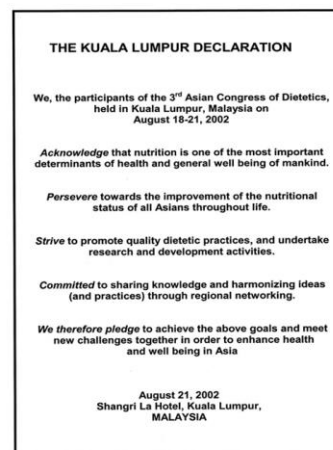 THE KUALA LUMPUR DECLARATION
We, the participants of the 3rd Asian Congress of Dietetics,
held in Kuala Lumpur, Malaysia on
August 18-21, 2002
Acknowledge that nutrition is one of the most important
determinants of health and general well being of mankind.
Persevere towards the improvement of the nutritional
status of all Asians throughout life.
Strive to promote quality dietetic practices, and undertake
research and development activities.
Committed to sharing knowledge and harmonizing ideas
(and practices) through regional networking.
We therefore pledge to achieve the above goals and meet
new challenges together in order to enhance health
and well being in Asia
August 21, 2002
Shangri La Hotel, Kuala Lumpur,
MALAYSIA